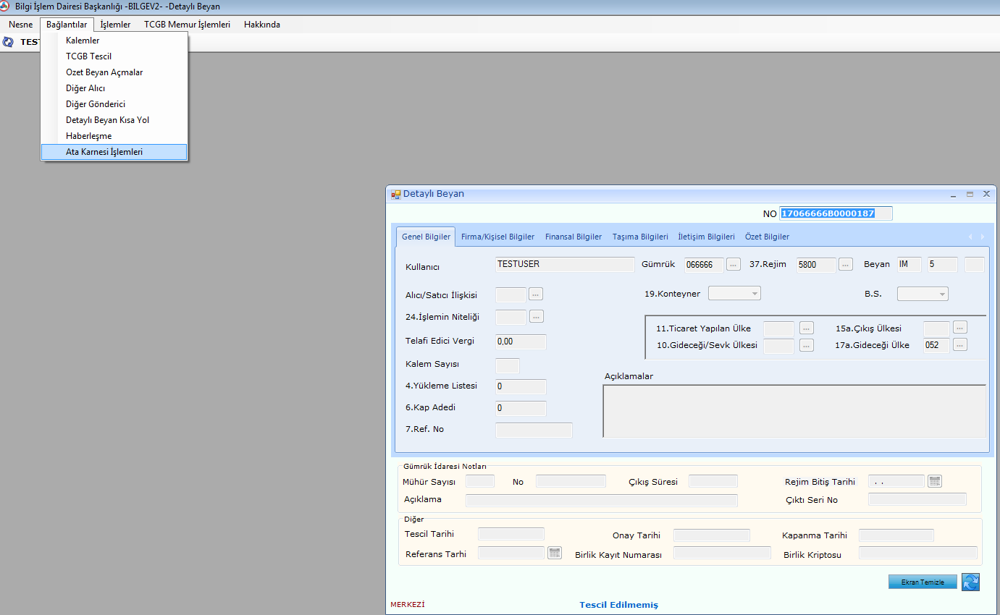 Bilgi İşlem Dairesi Başkanlığı -BILGEV2- -Detaylı Beyan
Nesne Bağlantılar İşlemler TCGB Memur İşlemleri Hakkında
TEST
Kalemler
TCGB Tescil
Ozet Beyan Açmalar
Diğer Alıcı
Diğer Gönderici
Detaylı Beyan Kısa Yol
Haberleşme
Ata Karnesi İşlemleri
Detaylı Beyan
NO 17066666B0000187
Genel Bilgiler Firma/Kişisel Bilgiler Finansal Bilgiler Taşıma Bilgileri İletişim Bilgileri Özet Bilgiler
Kullanıcı TESTUSER Gümrük 066666 ... 37.Rejim 5800 ... Beyan IM 5
Alıcı/Satıcı İlişkisi ... 19.Konteyner B.S.
24.İşlemin Niteliği ...
11.Ticaret Yapılan Ülke ... 15a.Çıkış Ülkesi ...
Telafi Edici Vergi 0,00
10.Gideceği/Sevk Ülkesi ... 17a.Gideceği Ülke 052 ...
Kalem Sayısı
Açıklamalar
4.Yükleme Listesi 0
6.Kap Adedi 0
7.Ref. No
Gümrük İdaresi Notları
Mühür Sayısı No Çıkış Süresi Rejim Bitiş Tarihi . .
Açıklama Çıktı Seri No
Diğer
Tescil Tarihi Onay Tarihi Kapanma Tarihi
Referans Tarhi Birlik Kayıt Numarası Birlik Kriptosu
Ekran Temizle
MERKEZİ Tescil Edilmemiş